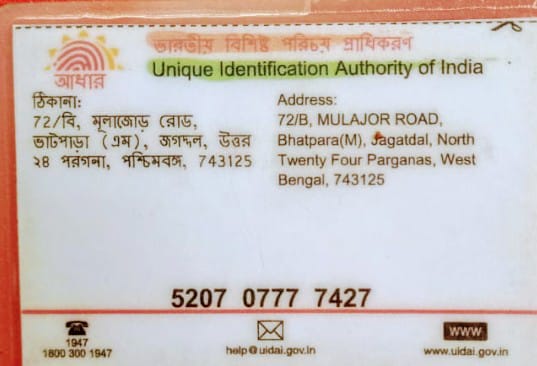 ভারতীয় বিশিষ্ট পরিচয় প্রাধিকরণ
Unique Identification Authority of India
আধার
ঠিকানা:
72/বি, মূলাজোড় রোড,
ভাটপাড়া (এম), জগদ্দল, উত্তর
২৪ পরগনা, পশ্চিমবঙ্গ, 743125
Address:
72/B, MULAJOR ROAD,
Bhatpara(M), Jagatdal, North
Twenty Four Parganas, West
Bengal, 743125
5207 0777 7427
1947
1800 300 1947
help@uidai.gov.in
WWW
www.uidai.gov.in